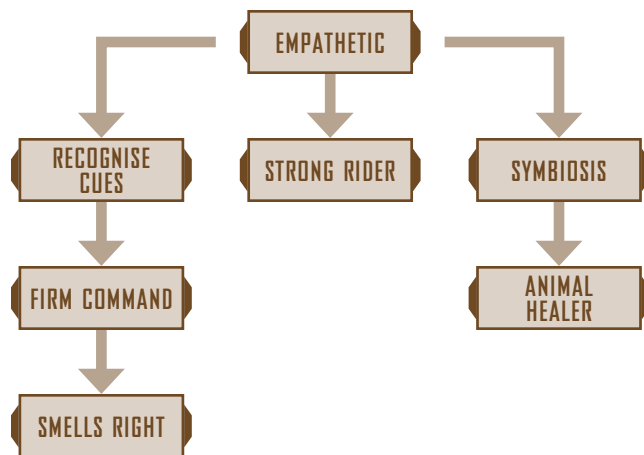 EMPATHETIC
RECOGNISE
CUES
STRONG RIDER
SYMBIOSIS
FIRM COMMAND
ANIMAL
HEALER
SMELLS RIGHT